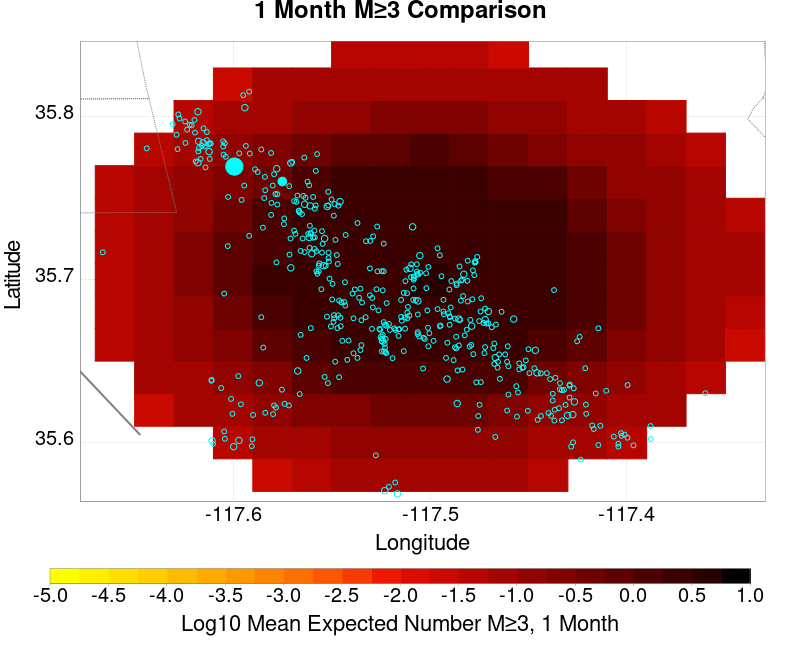 1 Month M≥3 Comparison
35.8
35.7
35.6
Latitude
-117.6 -117.5 -117.4
Longitude
-5.0 -4.5 -4.0 -3.5 -3.0 -2.5 -2.0 -1.5 -1.0 -0.5 0.0 0.5 1.0
Log10 Mean Expected Number M≥3, 1 Month